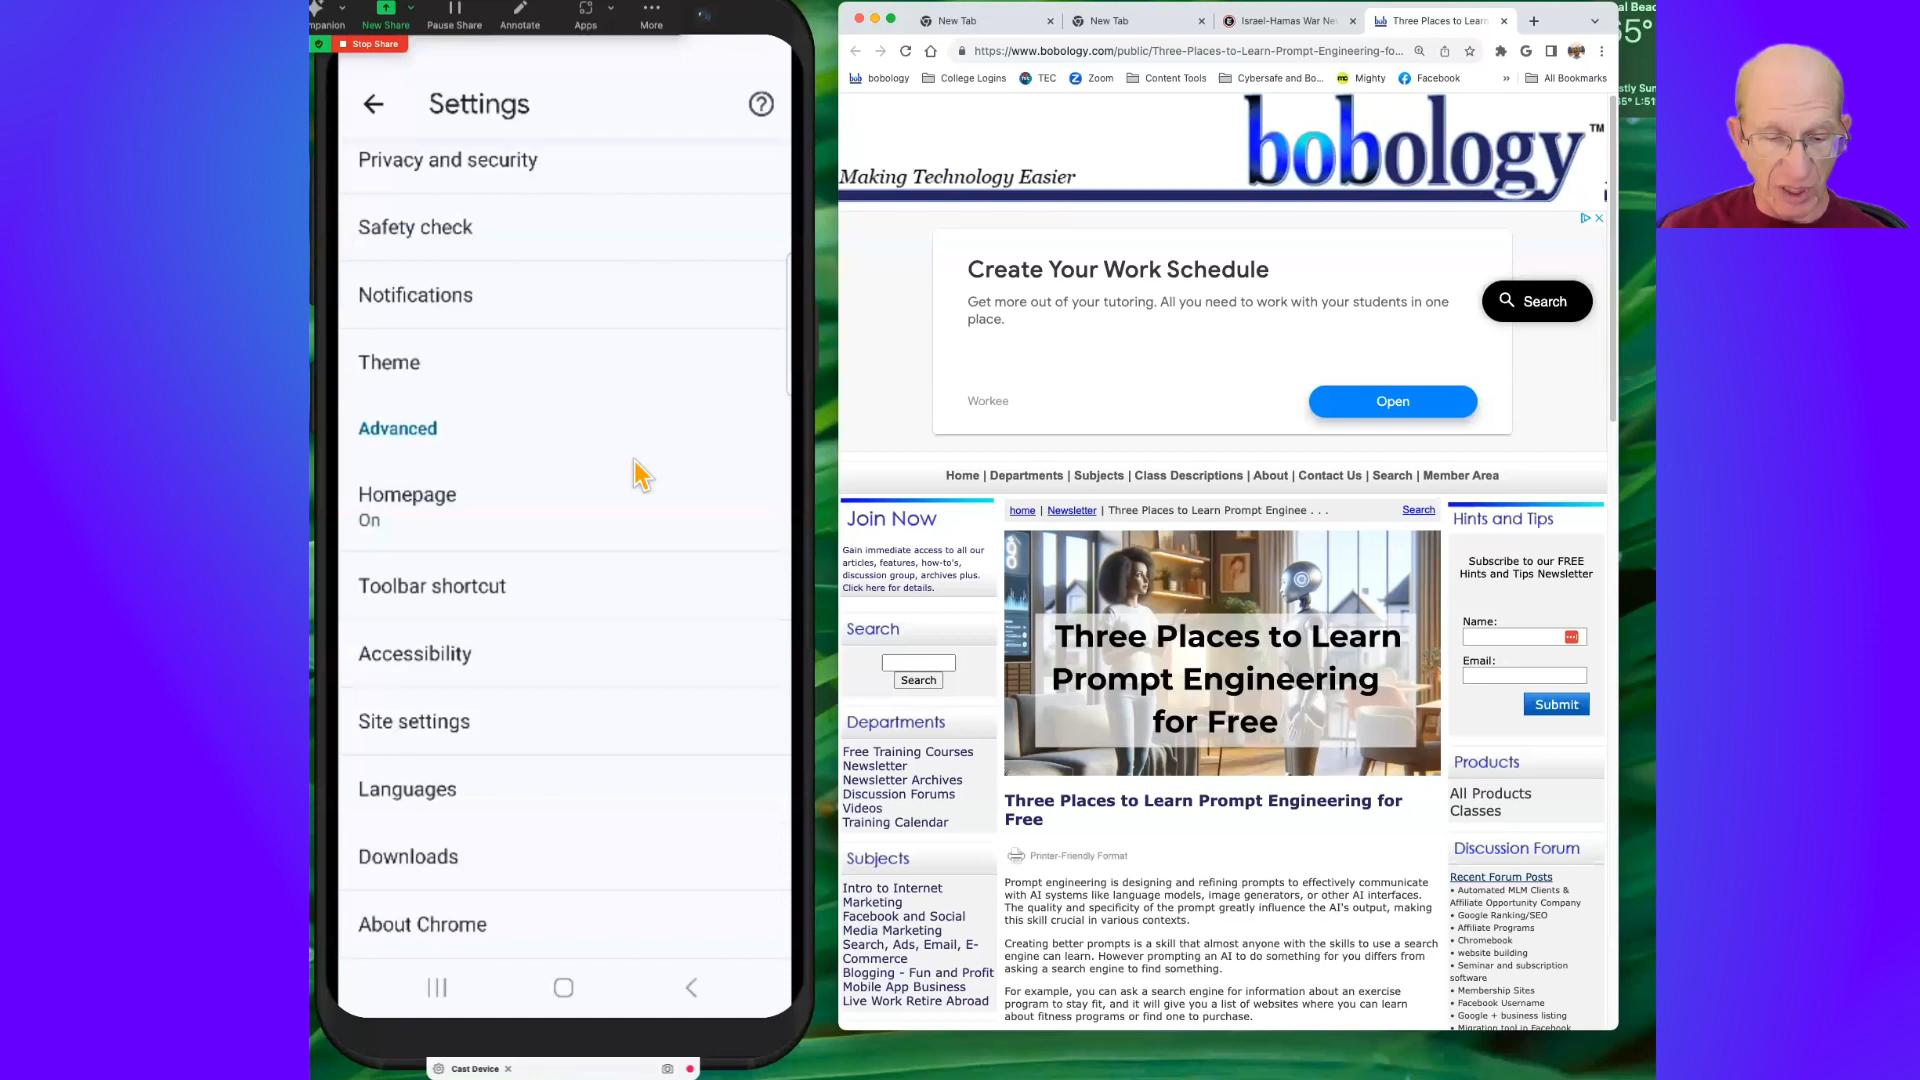 mpanion
New Share
Pause Share
Annotate
Apps
More
Stop Share
Settings
Privacy and security
Safety check
Notifications
Theme
Advanced
Homepage
On
Toolbar shortcut
Accessibility
Site settings
Languages
Downloads
About Chrome
Cast Device
New Tab
New Tab
Israel-Hamas War Ne
Three Places to Learn
https://www.bobology.com/public/Three-Places-to-Learn-Prompt-Engineering-fo...
bob bobology
College Logins
TEC
Zoom
Content Tools
Cybersafe and Bo...
Mighty
Facebook
» All Bookmarks
al Beac
65°
stly Sun
65° L:51
bobology™
Making Technology Easier
Create Your Work Schedule
Get more out of your tutoring. All you need to work with your students in one
place.
Search
Workee
Open
Home | Departments | Subjects | Class Descriptions | About | Contact Us | Search | Member Area
Join Now
Gain immediate access to all our
articles, features, how-to's,
discussion group, archives plus.
Click here for details.
Search
Search
Departments
Free Training Courses
Newsletter
Newsletter Archives
Discussion Forums
Videos
Training Calendar
Subjects
Intro to Internet
Marketing
Facebook and Social
Media Marketing
Search, Ads, Email, E-
Commerce
Blogging - Fun and Profit
Mobile App Business
Live Work Retire Abroad
home | Newsletter | Three Places to Learn Prompt Enginee . . .
Search
Three Places to Learn
Prompt Engineering
for Free
Three Places to Learn Prompt Engineering for
Free
Printer-Friendly Format
Prompt engineering is designing and refining prompts to effectively communicate
with AI systems like language models, image generators, or other AI interfaces.
The quality and specificity of the prompt greatly influence the AI's output, making
this skill crucial in various contexts.
Creating better prompts is a skill that almost anyone with the skills to use a search
engine can learn. However prompting an AI to do something for you differs from
asking a search engine to find something.
For example, you can ask a search engine for information about an exercise
program to stay fit, and it will give you a list of websites where you can learn
about fitness programs or find one to purchase.
Hints and Tips
Subscribe to our FREE
Hints and Tips Newsletter
Name:
Email:
Submit
Products
All Products
Classes
Discussion Forum
Recent Forum Posts
• Automated MLM Clients &
Affiliate Opportunity Company
• Google Ranking/SEO
• Affiliate Programs
• Chromebook
• website building
• Seminar and subscription
software
• Membership Sites
• Facebook Username
• Google + business listing
• Migration tool in Facebook